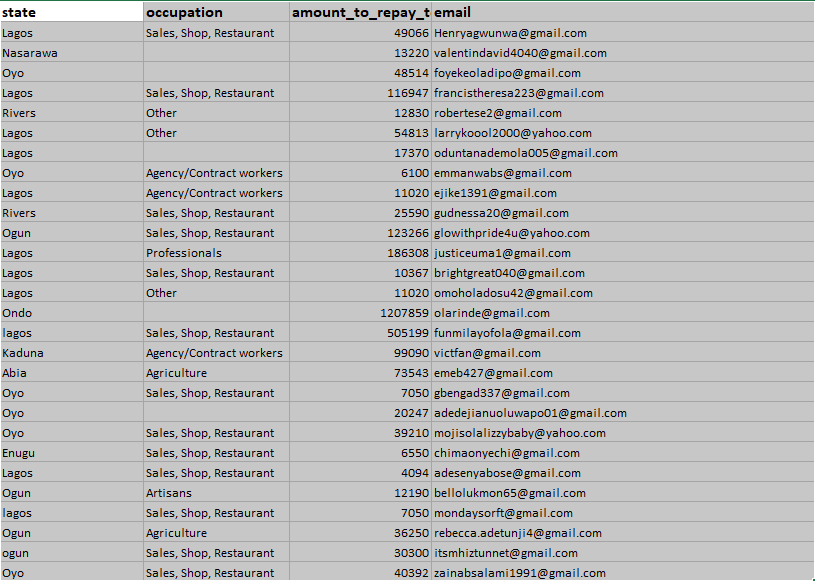 state occupation amount_to_repay_t email
Lagos Sales, Shop, Restaurant 49066 Henryagwunwa@gmail.com
Nasarawa 13220 valentindavid4040@gmail.com
Oyo 48514 foyekeoladipo@gmail.com
Lagos Sales, Shop, Restaurant 116947 francistheresa223@gmail.com
Rivers Other 12830 robertese2@gmail.com
Lagos Other 54813 larrykoool2000@yahoo.com
Lagos 17370 oduntanademola005@gmail.com
Oyo Agency/Contract workers 6100 emmanwabs@gmail.com
Lagos Agency/Contract workers 11020 ejike1391@gmail.com
Rivers Sales, Shop, Restaurant 25590 gudnessa20@gmail.com
Ogun Sales, Shop, Restaurant 123266 glowithpride4u@yahoo.com
Lagos Professionals 186308 justiceuma1@gmail.com
Lagos Sales, Shop, Restaurant 10367 brightgreat040@gmail.com
Lagos Other 11020 omoholadosu42@gmail.com
Ondo 1207859 olarinde@gmail.com
lagos Sales, Shop, Restaurant 505199 funmilayofola@gmail.com
Kaduna Agency/Contract workers 99090 victfan@gmail.com
Abia Agriculture 73543 emeb427@gmail.com
Oyo Sales, Shop, Restaurant 7050 gbengad337@gmail.com
Oyo 20247 adedejianuoluwapo01@gmail.com
Oyo Sales, Shop, Restaurant 39210 mojisolalizzybaby@yahoo.com
Enugu Sales, Shop, Restaurant 6550 chimaonyechi@gmail.com
Lagos Sales, Shop, Restaurant 4094 adesenyabose@gmail.com
Ogun Artisans 12190 bellolukmon65@gmail.com
lagos Sales, Shop, Restaurant 7050 mondaysorft@gmail.com
Ogun Agriculture 36250 rebecca.adetunji4@gmail.com
ogun Sales, Shop, Restaurant 30300 itsmhiztunnet@gmail.com
Oyo Sales, Shop, Restaurant 40392 zainabsalami1991@gmail.com